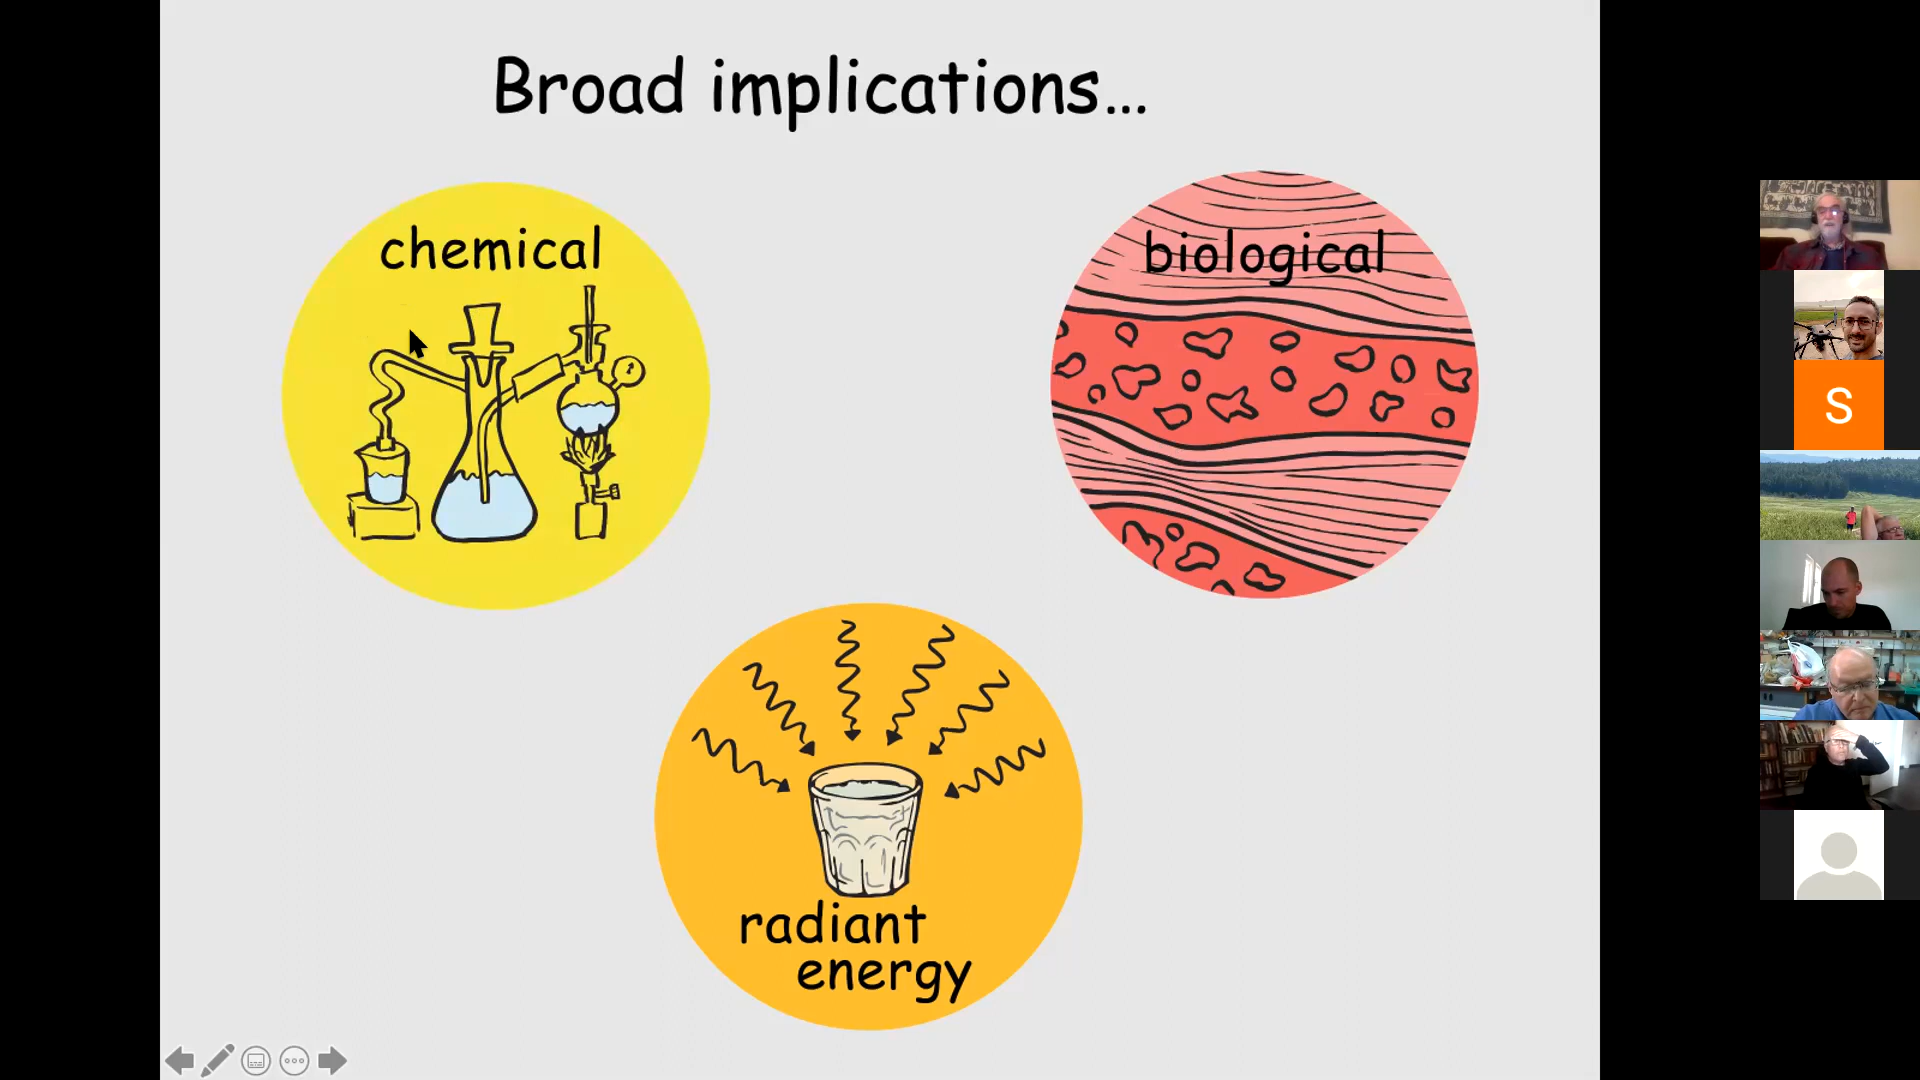 Broad implications...
chemical
biological
radiant
energy
S